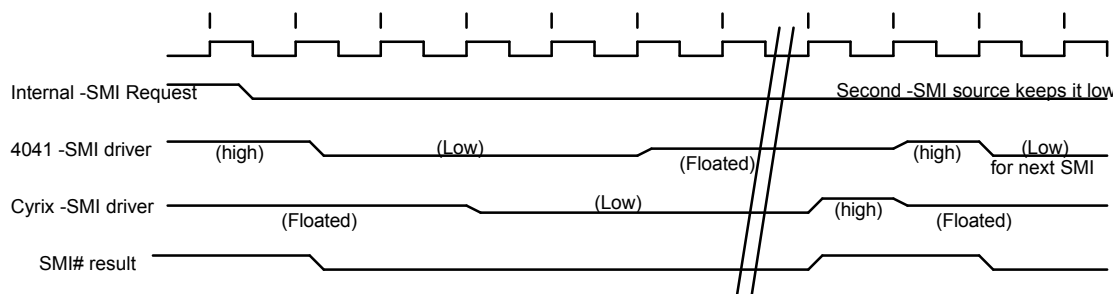 Internal -SMI Request
Second -SMI source keeps it low
4041 -SMI driver
(high)
(Low)
(Floated)
(high)
(Low)
for next SMI
Cyrix -SMI driver
(Floated)
(Low)
(high)
(Floated)
SMI# result